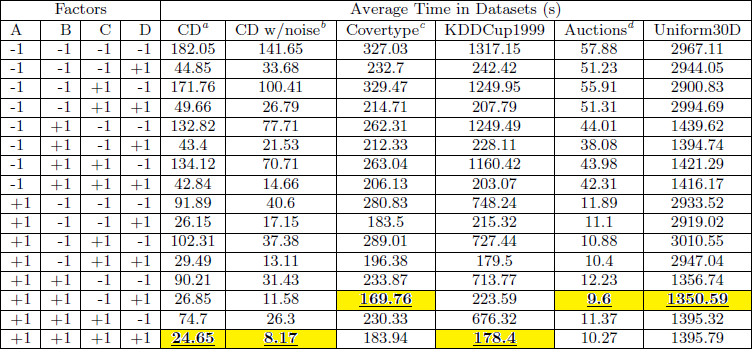 Factors Average Time in Datasets (s)
A B C D CDᵃ CD w/noiseᵇ Covertypeᶜ KDDCup1999 Auctionsᵈ Uniform30D
-1 -1 -1 -1 182.05 141.65 327.03 1317.15 57.88 2967.11
-1 -1 -1 +1 44.85 33.68 232.7 242.42 51.23 2944.05
-1 -1 +1 -1 171.76 100.41 329.47 1249.95 55.91 2900.83
-1 -1 +1 +1 49.66 26.79 214.71 207.79 51.31 2994.69
-1 +1 -1 -1 132.82 77.71 262.31 1249.49 44.01 1439.62
-1 +1 -1 +1 43.4 21.53 212.33 228.11 38.08 1394.74
-1 +1 +1 -1 134.12 70.71 263.04 1160.42 43.98 1421.29
-1 +1 +1 +1 42.84 14.66 206.13 203.07 42.31 1416.17
+1 -1 -1 -1 91.89 40.6 280.83 748.24 11.89 2933.52
+1 -1 -1 +1 26.15 17.15 183.5 215.32 11.1 2919.02
+1 -1 +1 -1 102.31 37.38 289.01 727.44 10.88 3010.55
+1 -1 +1 +1 29.49 13.11 196.38 179.5 10.4 2947.04
+1 +1 -1 -1 90.21 31.43 233.87 713.77 12.23 1356.74
+1 +1 -1 +1 26.85 11.58 169.76 223.59 9.6 1350.59
+1 +1 +1 -1 74.7 26.3 230.33 676.32 11.37 1395.32
+1 +1 +1 +1 24.65 8.17 183.94 178.4 10.27 1395.79